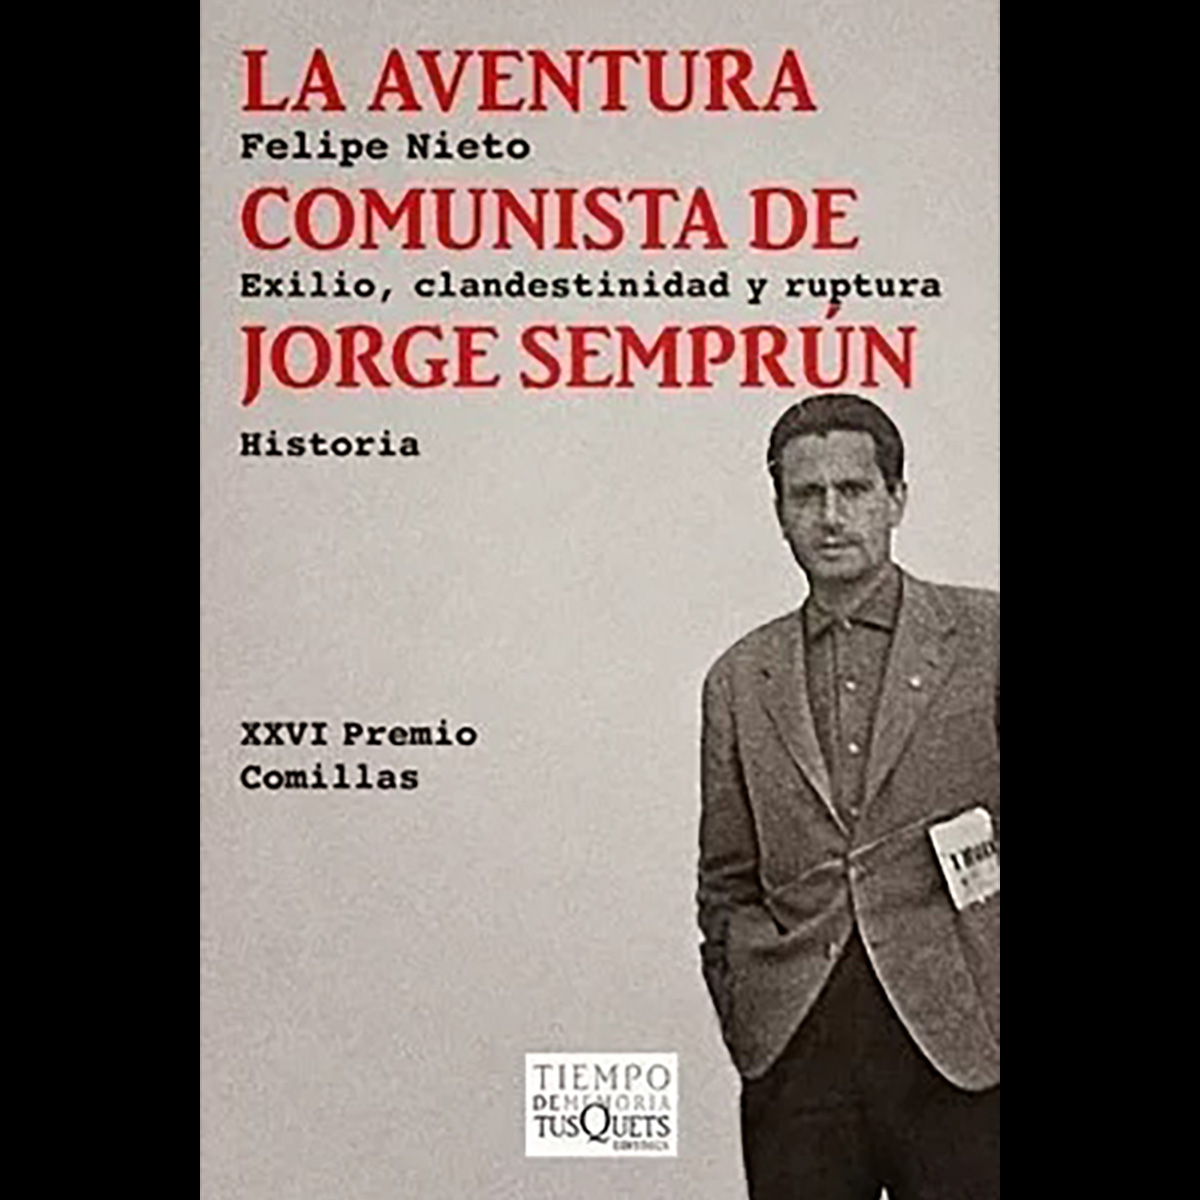 LA AVENTURA
Felipe Nieto
COMUNISTA DE
Exilio, clandestinidad y ruptura
JORGE SEMPRÚN
Historia
XXVI Premio
Comillas
TIEMPO
DE MEMORIA
TUSQUETS
EDITORES